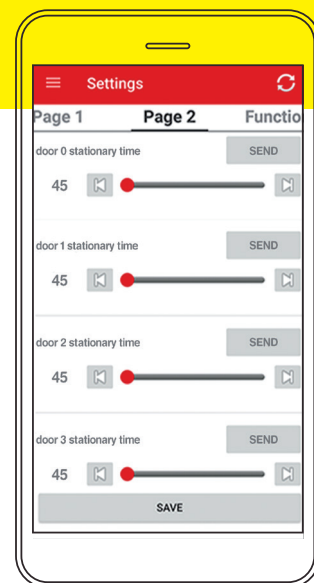 Settings
Page 1 Page 2 Functio
door 0 stationary time SEND
45
door 1 stationary time SEND
45
door 2 stationary time SEND
45
door 3 stationary time SEND
45
SAVE